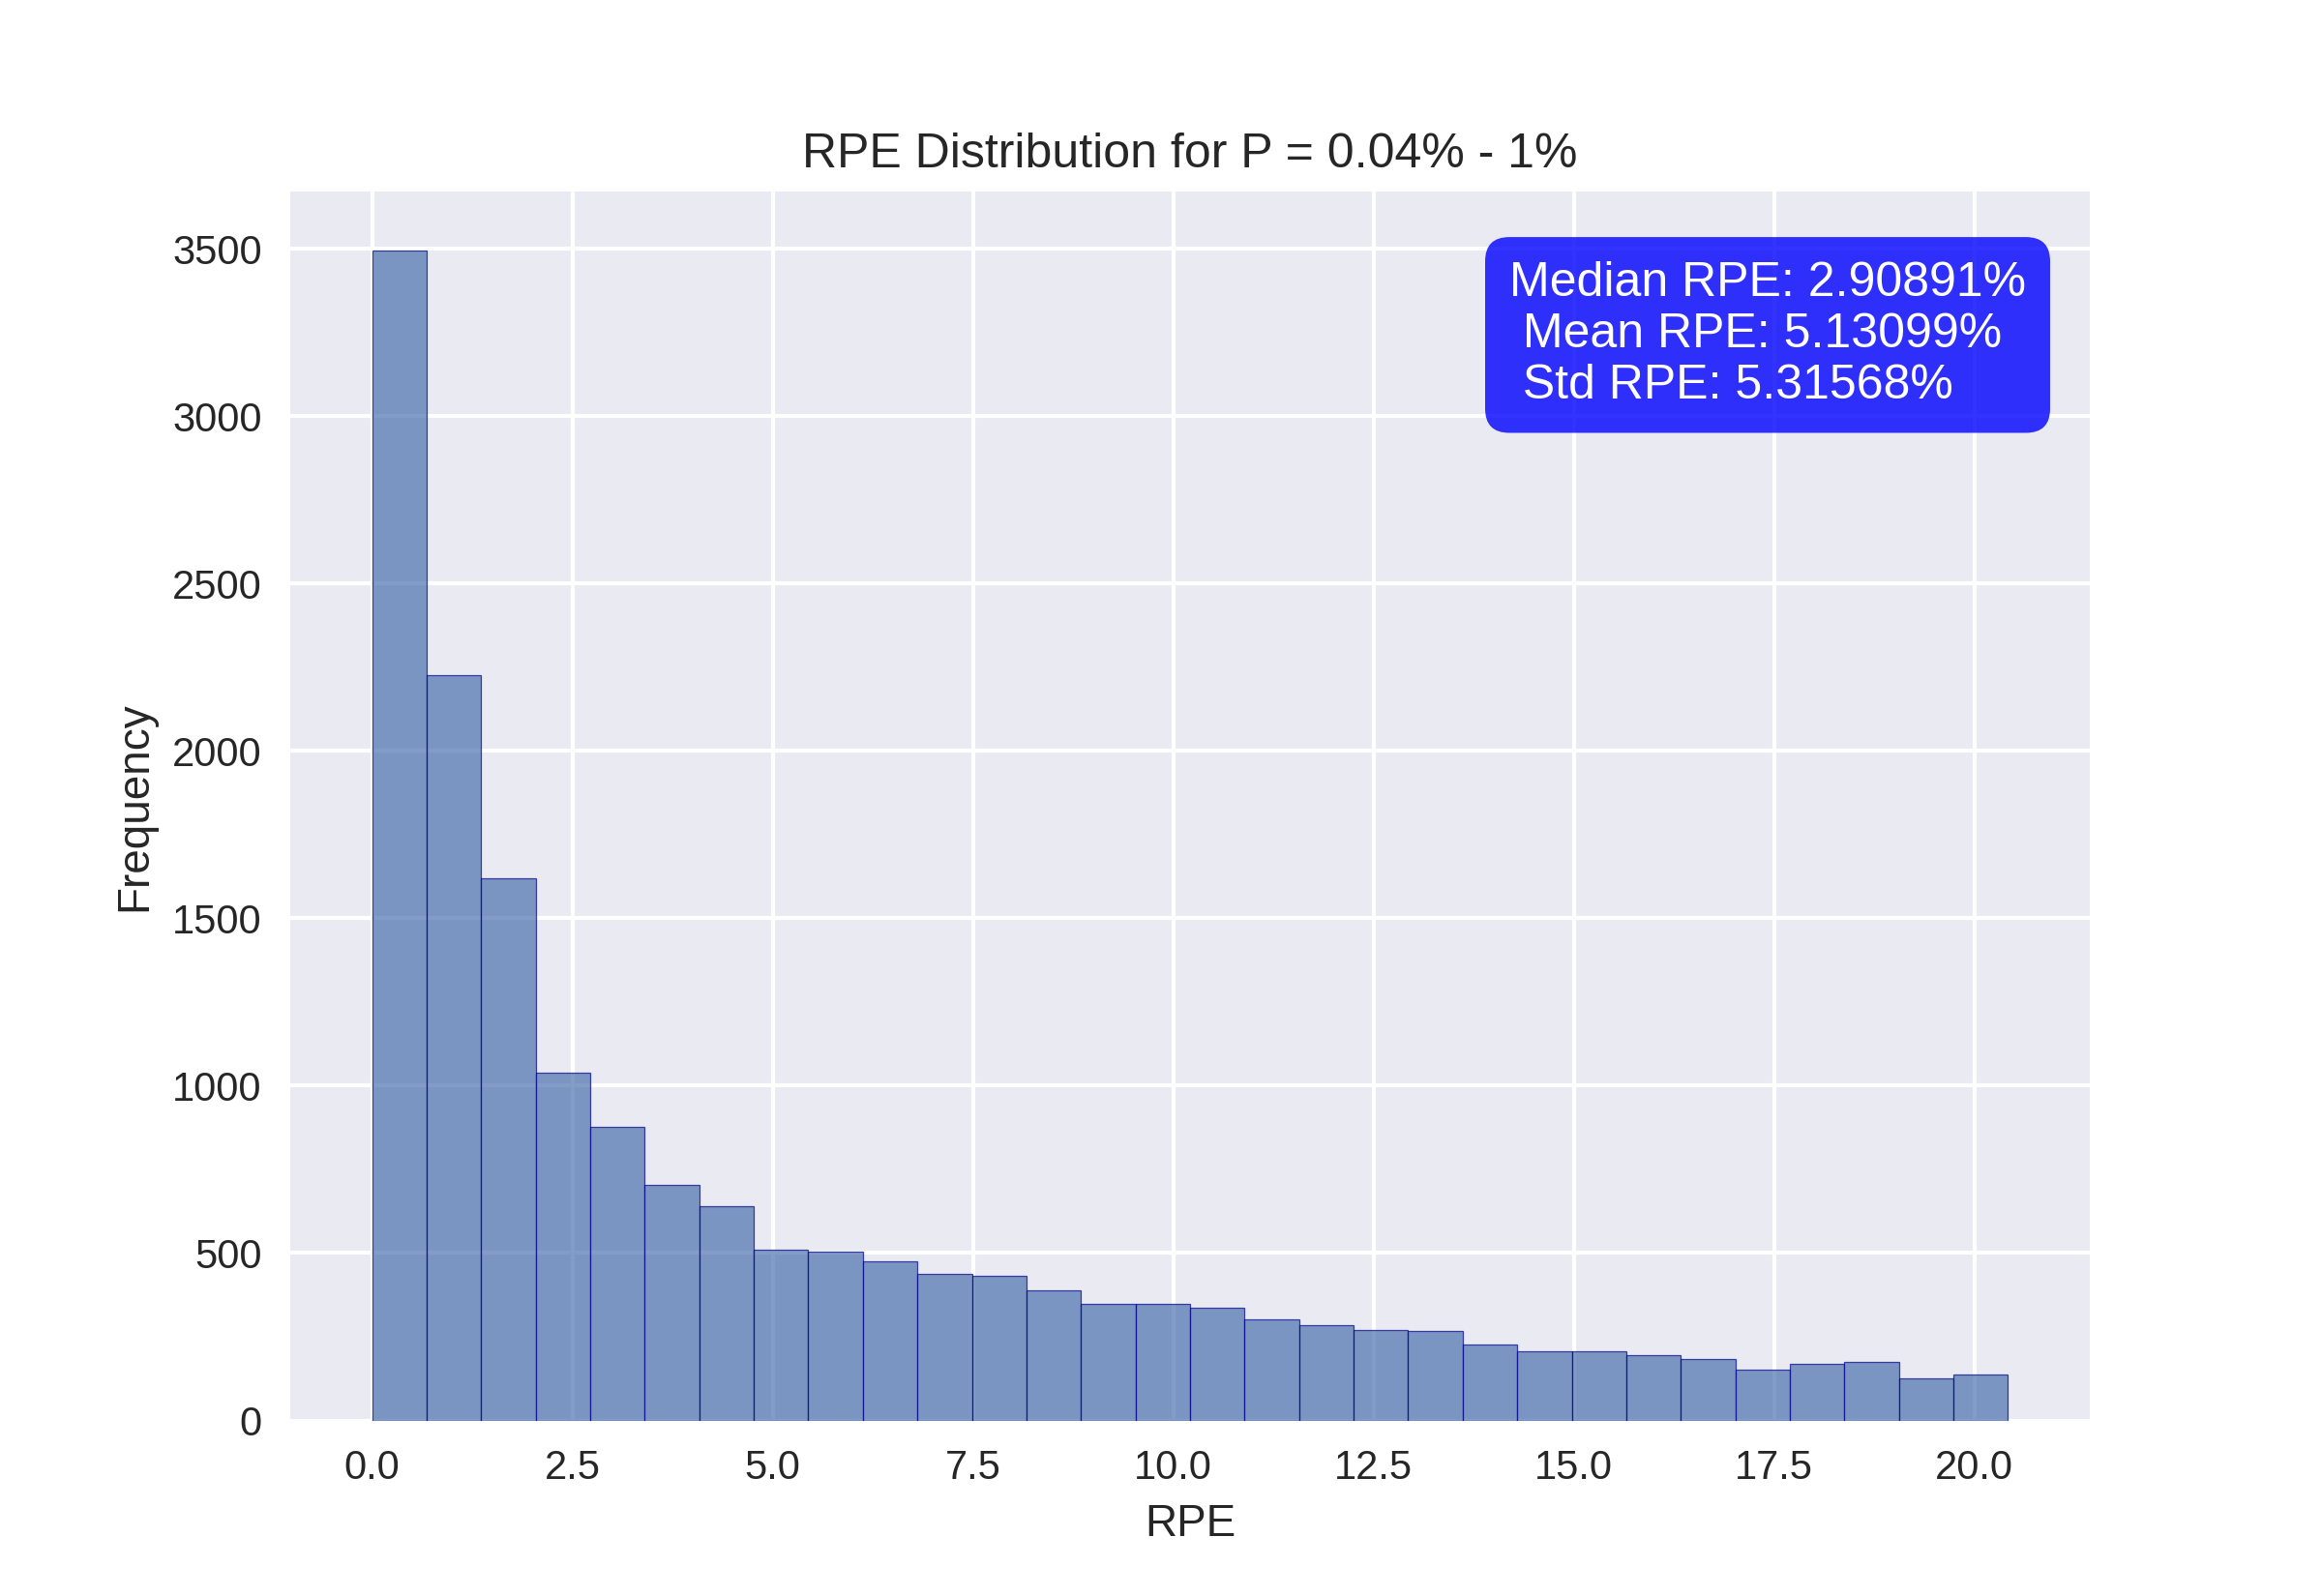 RPE Distribution for P = 0.04% - 1%
Median RPE: 2.90891%
Mean RPE: 5.13099%
Std RPE: 5.31568%
Frequency
3500
3000
2500
2000
1500
1000
500
0
0.0 2.5 5.0 7.5 10.0 12.5 15.0 17.5 20.0
RPE